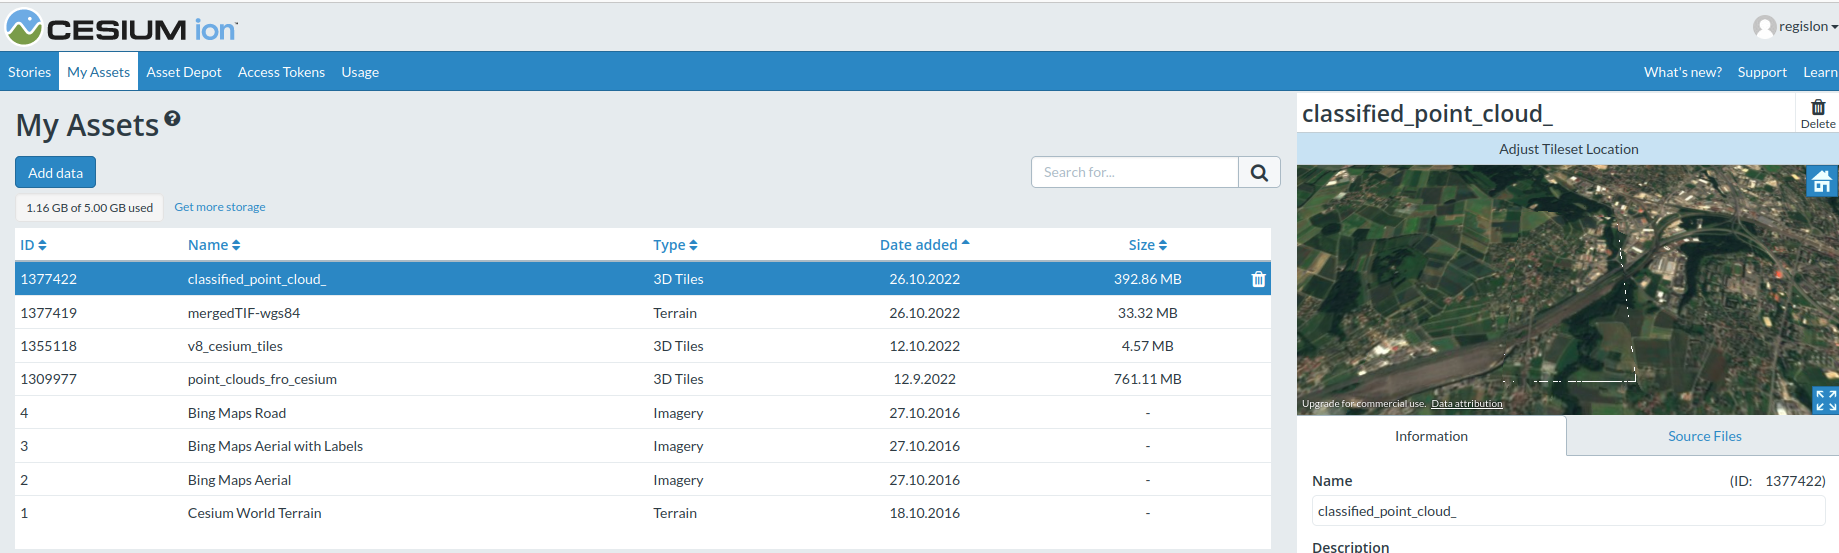 CESIUM ion
regislon
Stories My Assets Asset Depot Access Tokens Usage What's new? Support Learn
My Assets
Add data
Search for...
1.16 GB of 5.00 GB used Get more storage
ID Name Type Date added Size
1377422 classified_point_cloud_ 3D Tiles 26.10.2022 392.86 MB
1377419 mergedTIF-wgs84 Terrain 26.10.2022 33.32 MB
1355118 v8_cesium_tiles 3D Tiles 12.10.2022 4.57 MB
1309977 point_clouds_fro_cesium 3D Tiles 12.9.2022 761.11 MB
4 Bing Maps Road Imagery 27.10.2016 -
3 Bing Maps Aerial with Labels Imagery 27.10.2016 -
2 Bing Maps Aerial Imagery 27.10.2016 -
1 Cesium World Terrain Terrain 18.10.2016 -
classified_point_cloud_
Delete
Adjust Tileset Location
Upgrade for commercial use. Data attribution
Information Source Files
Name (ID: 1377422)
classified_point_cloud_
Description